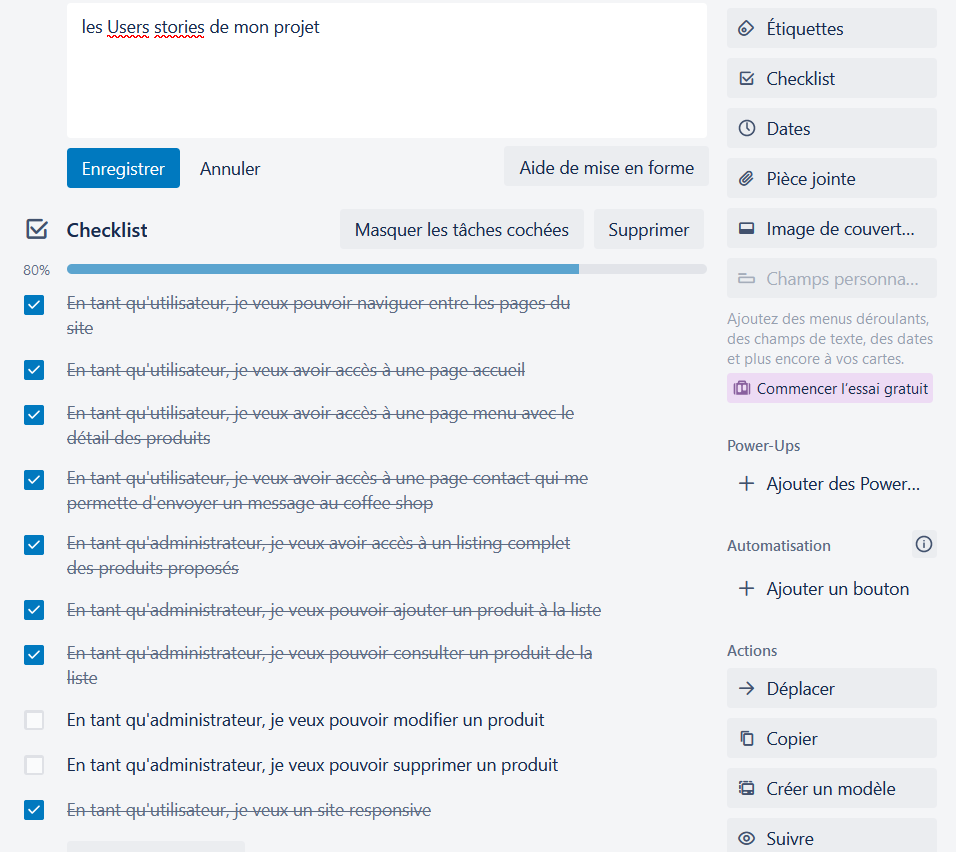 les Users stories de mon projet
Enregistrer
Annuler
Aide de mise en forme
Checklist
Masquer les tâches cochées
Supprimer
80%
En tant qu'utilisateur, je veux pouvoir naviguer entre les pages du
site
En tant qu'utilisateur, je veux avoir accès à une page accueil
En tant qu'utilisateur, je veux avoir accès à une page menu avec le
détail des produits
En tant qu'utilisateur, je veux avoir accès à une page contact qui me
permette d'envoyer un message au coffee shop
En tant qu'administrateur, je veux avoir accès à un listing complet
des produits proposés
En tant qu'administrateur, je veux pouvoir ajouter un produit à la liste
En tant qu'administrateur, je veux pouvoir consulter un produit de la
liste
En tant qu'administrateur, je veux pouvoir modifier un produit
En tant qu'administrateur, je veux pouvoir supprimer un produit
En tant qu'utilisateur, je veux un site responsive
Étiquettes
Checklist
Dates
Pièce jointe
Image de couvert...
Champs personna...
Ajoutez des menus déroulants,
des champs de texte, des dates
et plus encore à vos cartes.
Commencer l'essai gratuit
Power-Ups
Ajouter des Power...
Automatisation
Ajouter un bouton
Actions
Déplacer
Copier
Créer un modèle
Suivre